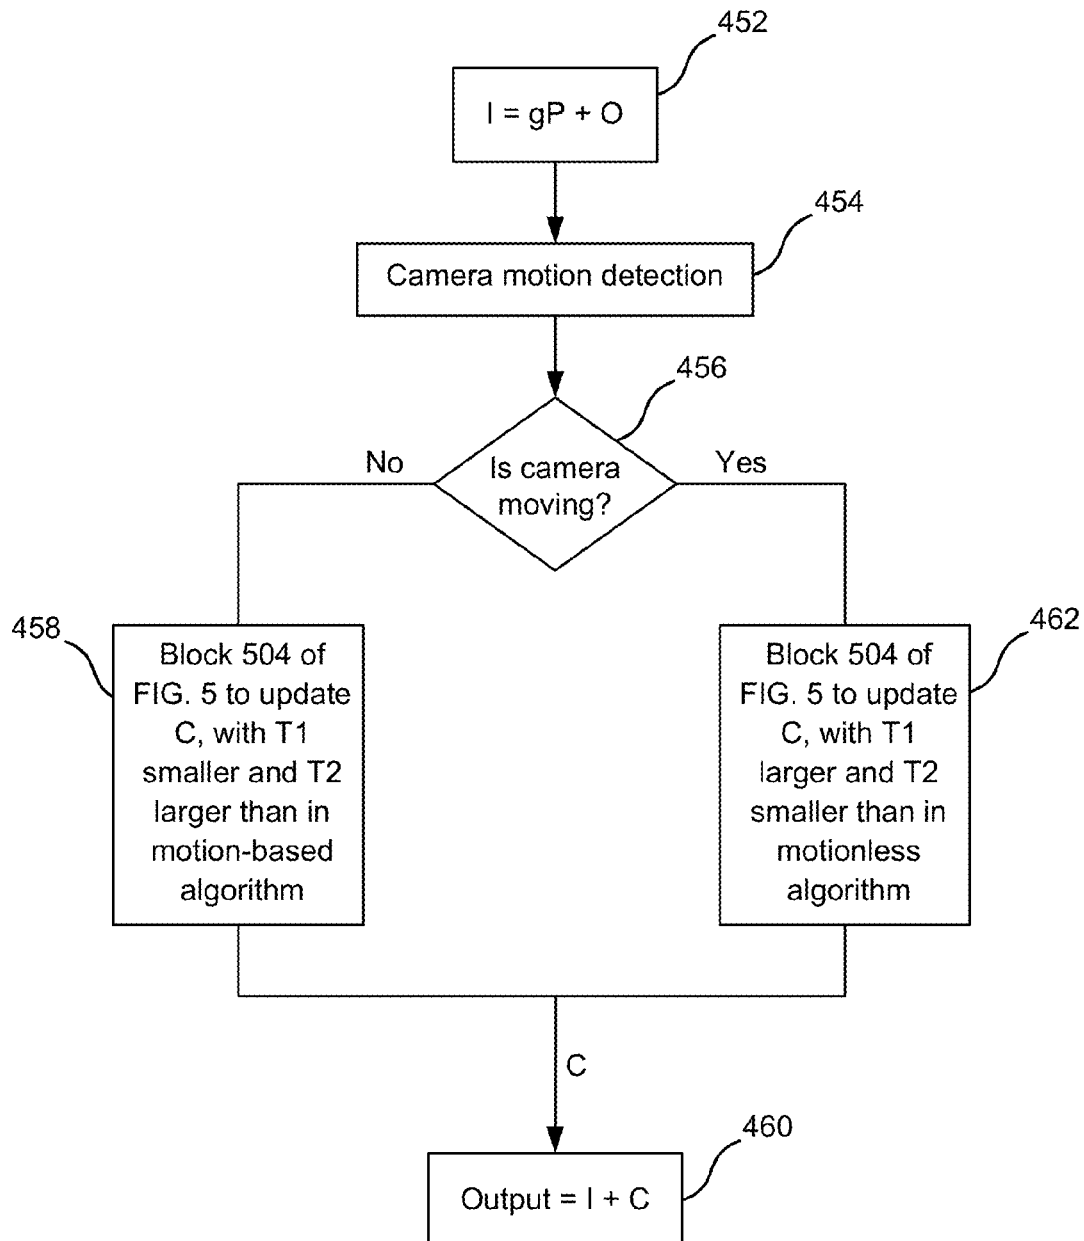 452
I = gP + O
454
Camera motion detection
456
No
Is camera
moving?
Yes
458
Block 504 of
FIG. 5 to update
C, with T1
smaller and T2
larger than in
motion-based
algorithm
462
Block 504 of
FIG. 5 to update
C, with T1
larger and T2
smaller than in
motionless
algorithm
C
460
Output = I + C